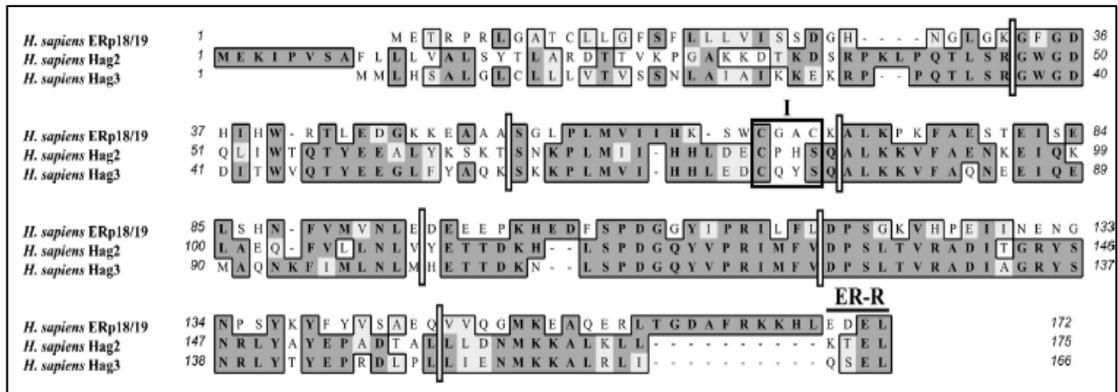 H. sapiens ERp18/19 1 M E T R P R L G A T C L L G F S F L L L V I S S D G H - - - - N G L G K G F G D 36
H. sapiens Hag2 1 M E K I P V S A F L L L V A L S Y T L A R D T T V K P G A K K D T K D S R P K L P Q T L S R G W G D 50
H. sapiens Hag3 1 M M L H S A L G L C L L L V T V S S N L A I A I K K E K R P - - P Q T L S R G W G D 40
I
H. sapiens ERp18/19 37 H I H W - R T L E D G K K E A A A S G L P L M V I I H K - S W C G A C K A L K P K F A E S T E I S E 84
H. sapiens Hag2 51 Q L I W T Q T Y E E A L Y K S K T S N K P L M I I - H H L D E C P H S Q A L K K V F A E N K E I Q K 99
H. sapiens Hag3 41 D I T W V Q T Y E E G L F Y A Q K S K K P L M V I - H H L E D C Q Y S Q A L K K V F A Q N E E I Q E 89
H. sapiens ERp18/19 85 L S H N - F V M V N L E D E E E P K H E D F S P D G G Y I P R I L F L D P S G K V H P E I I N E N G 133
H. sapiens Hag2 100 L A E Q - F V L L N L V Y E T T D K H - - L S P D G Q Y V P R I M F V D P S L T V R A D I T G R Y S 146
H. sapiens Hag3 90 M A Q N K F I M L N L M H E T T D K N - - L S P D G Q Y V P R I M F V D P S L T V R A D I A G R Y S 137
ER-R
H. sapiens ERp18/19 134 N P S Y K Y F Y V S A E Q V V Q G M K E A Q E R L T G D A F R K K H L E D E L 172
H. sapiens Hag2 147 N R L Y A Y E P A D T A L L L D N M K K A L K L L - - - - - - - - - - K T E L 175
H. sapiens Hag3 138 N R L Y T Y E P R D L P L L I E N M K K A L R L I - - - - - - - - - - Q S E L 166